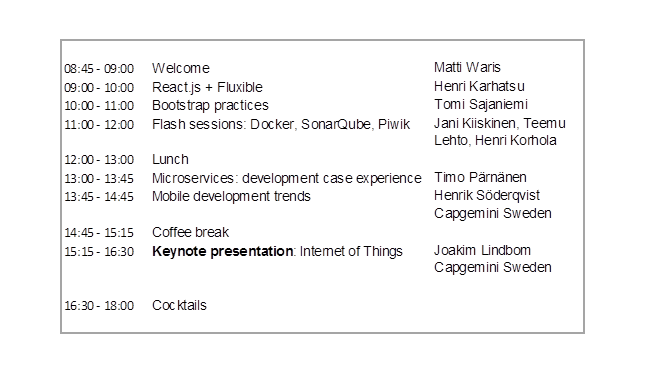 08:45 - 09:00 Welcome Matti Waris
09:00 - 10:00 React.js + Fluxible Henri Karhatsu
10:00 - 11:00 Bootstrap practices Tomi Sajaniemi
11:00 - 12:00 Flash sessions: Docker, SonarQube, Piwik Jani Kiiskinen, Teemu
Lehto, Henri Korhola
12:00 - 13:00 Lunch
13:00 - 13:45 Microservices: development case experience Timo Pärnänen
13:45 - 14:45 Mobile development trends Henrik Söderqvist
Capgemini Sweden
14:45 - 15:15 Coffee break
15:15 - 16:30 Keynote presentation: Internet of Things Joakim Lindbom
Capgemini Sweden
16:30 - 18:00 Cocktails